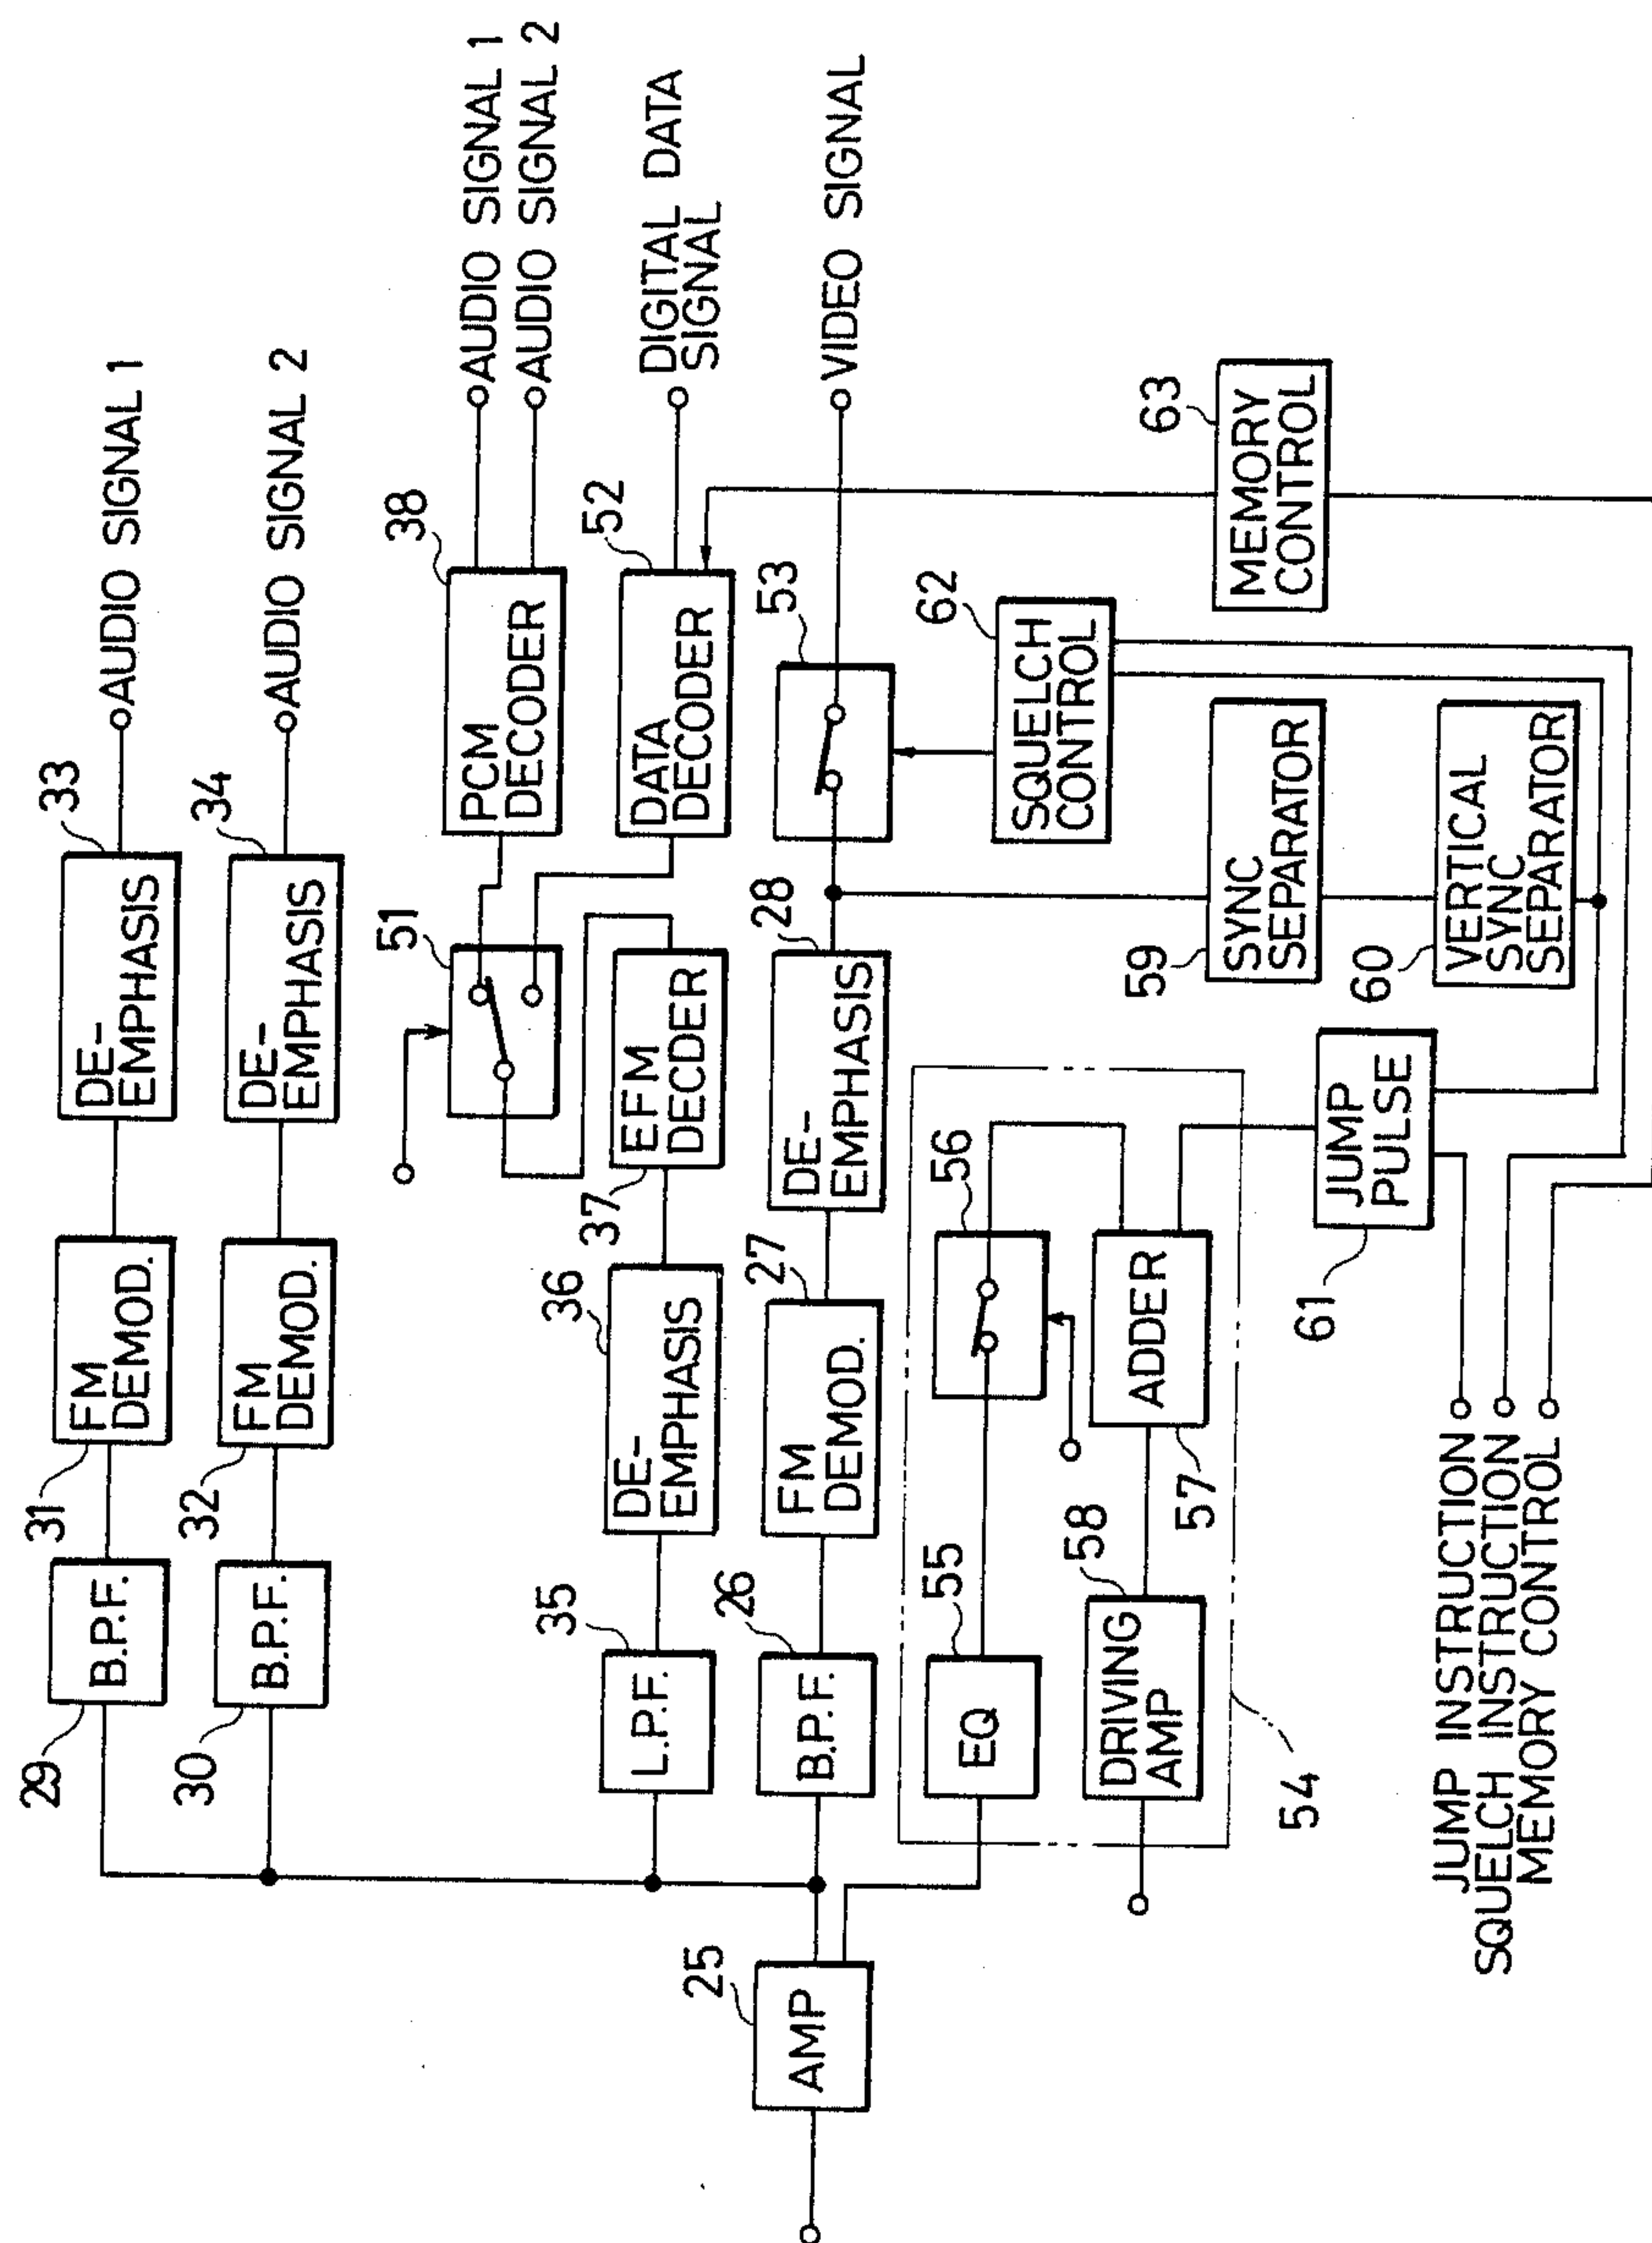 29
B.P.F.
31
FM
DEMOD.
33
DE-
EMPHASIS
AUDIO SIGNAL 1
30
B.P.F.
32
FM
DEMOD.
34
DE-
EMPHASIS
AUDIO SIGNAL 2
51
38
PCM
DECODER
AUDIO SIGNAL 1
AUDIO SIGNAL 2
35
L.P.F.
36
DE-
EMPHASIS
37
EFM
DECDER
52
DATA
DECODER
DIGITAL DATA
SIGNAL
25
AMP
26
B.P.F.
27
FM
DEMOD.
28
DE-
EMPHASIS
53
VIDEO SIGNAL
55
EQ
56
62
SQUELCH
CONTROL
58
DRIVING
AMP
57
ADDER
54
59
SYNC
SEPARATOR
63
MEMORY
CONTROL
61
JUMP
PULSE
60
VERTICAL
SYNC
SEPARATOR
JUMP INSTRUCTION
SQUELCH INSTRUCTION
MEMORY CONTROL